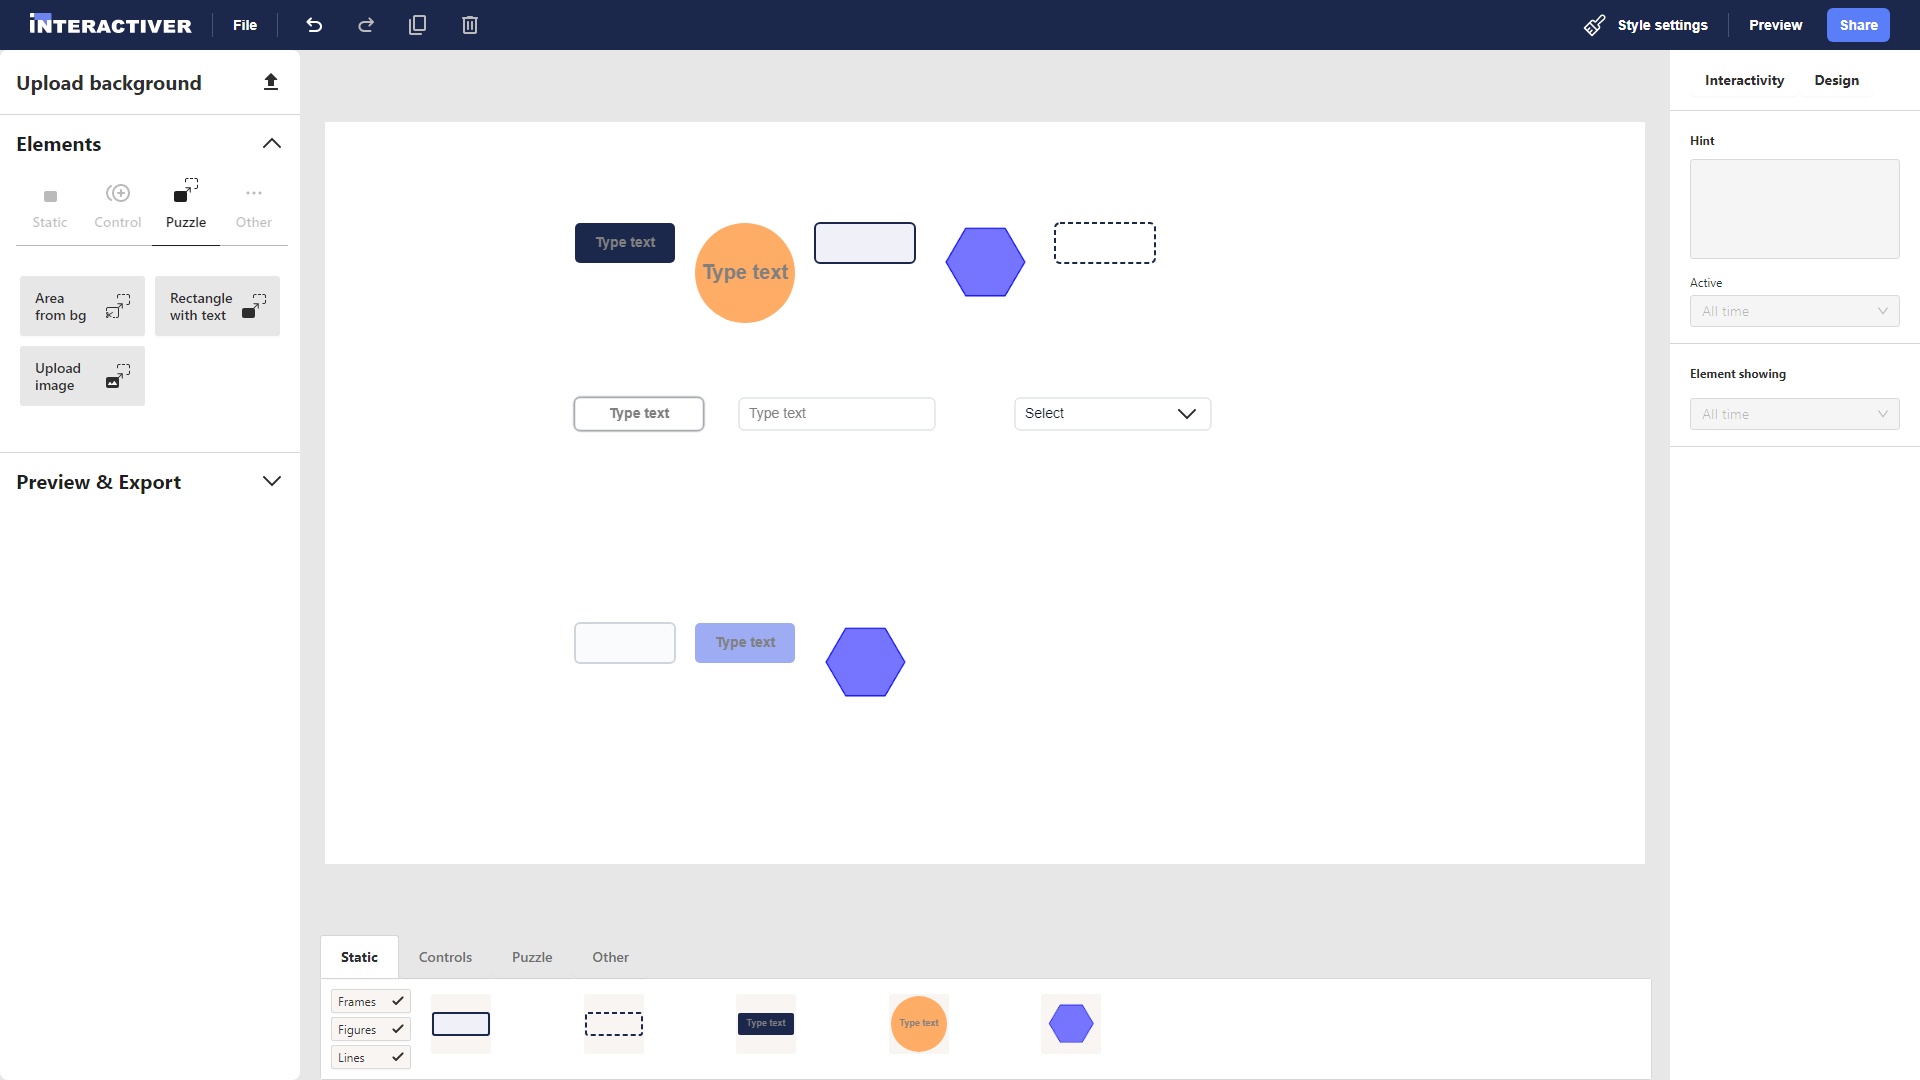 INTERACTIVER
File
Style settings
Preview
Share
Upload background
Elements
Static
Control
Puzzle
Other
Area
from bg
Rectangle
with text
Upload
image
Preview & Export
Type text
Type text
Type text
Type text
Select
Type text
Interactivity
Design
Hint
Active
All time
Element showing
All time
Static
Controls
Puzzle
Other
Frames
Figures
Lines
Type text
Type text